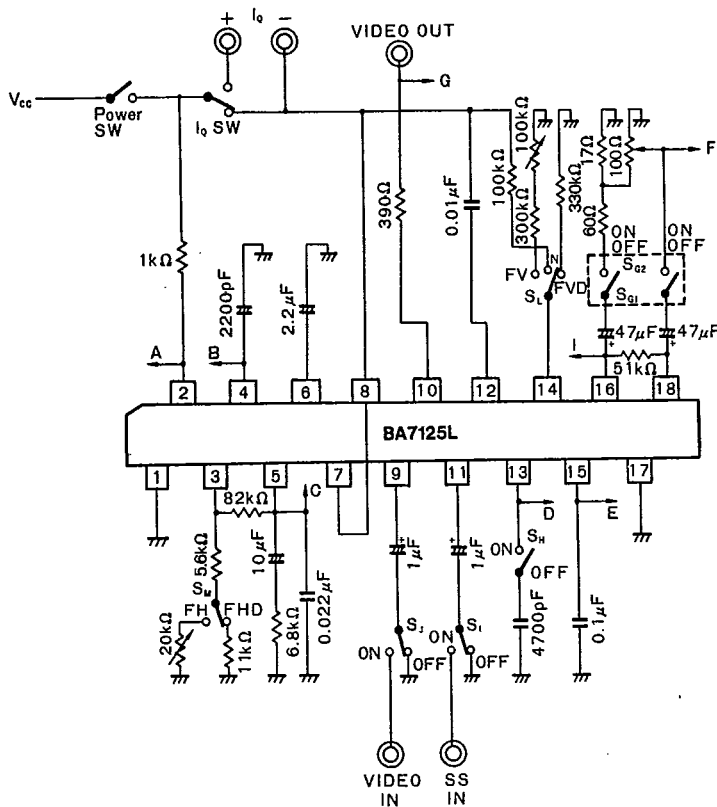 + IQ −
VIDEO OUT
G
Vcc
Power
SW
IQ SW
1kΩ
2200pF
2.2μF
390Ω
0.01μF
100kΩ
100kΩ
300kΩ
330kΩ
17Ω
100Ω
F
60Ω
ON
OFF
ON
OFF
FV
N
FVD
SL
SG2
SG1
47μF
+
47μF
+
I
51kΩ
A
B
2
4
6
8
10
12
14
16
18
BA7125L
1
3
5
7
9
11
13
15
17
82kΩ
C
5.6kΩ
10μF
0.022μF
SM
FH
FHD
20kΩ
11kΩ
6.8kΩ
+
1μF
+
1μF
D
E
SH
ON
OFF
4700pF
0.1μF
SJ
ON
OFF
SI
ON
OFF
VIDEO
IN
SS
IN